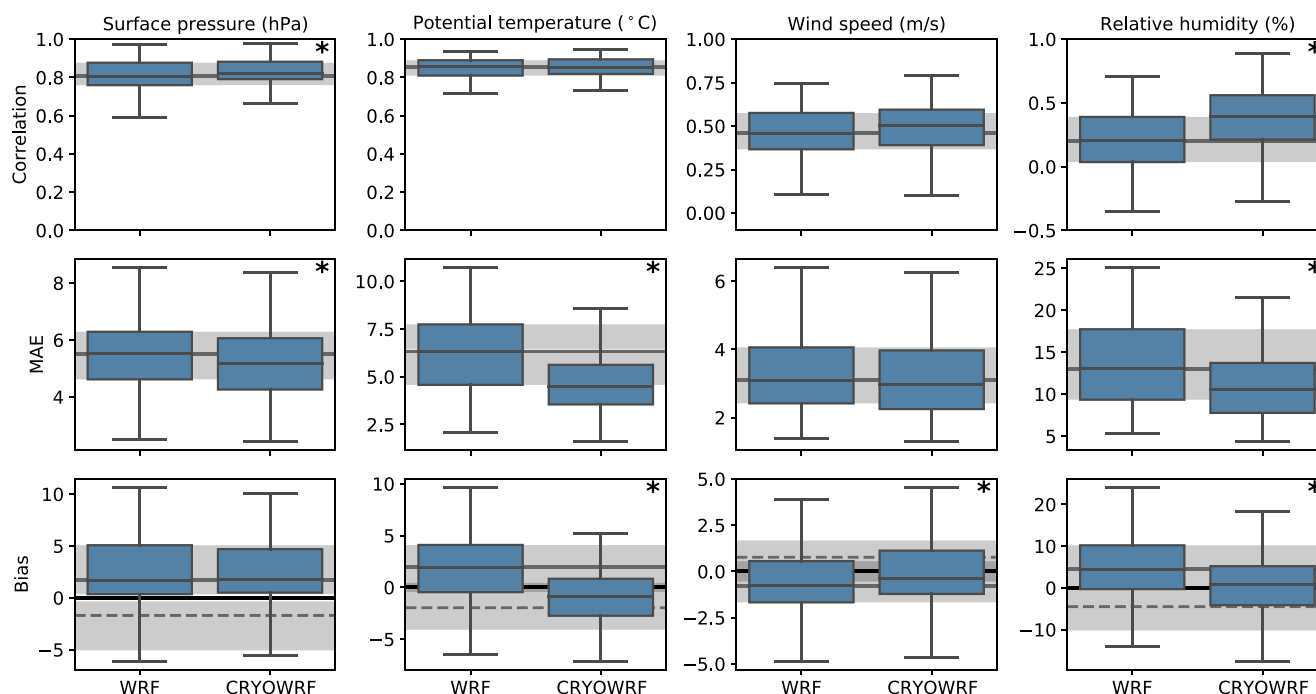 Surface pressure (hPa) Potential temperature (°C) Wind speed (m/s) Relative humidity (%)
Correlation
1.0 0.8 0.6 0.4 0.2 0.0 *
1.0 0.8 0.6 0.4 0.2 0.0
1.00 0.75 0.50 0.25 0.00
1.0 0.5 0.0 −0.5 *
MAE
8 6 4 *
10.0 7.5 5.0 2.5 *
6 4 2
25 20 15 10 5 *
Bias
10 5 0 −5
10 5 0 −5 *
5.0 2.5 0.0 −2.5 −5.0 *
20 10 0 −10 *
WRF CRYOWRF WRF CRYOWRF WRF CRYOWRF WRF CRYOWRF